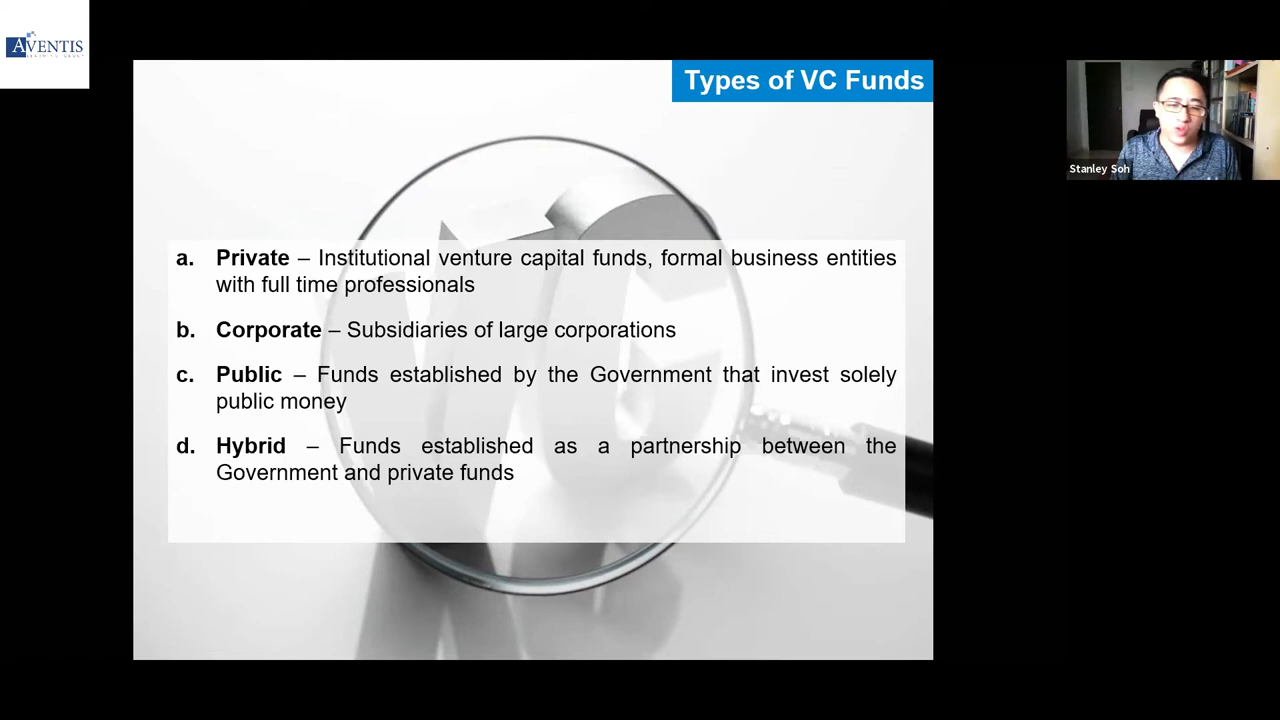 AVENTIS
Types of VC Funds
a. Private – Institutional venture capital funds, formal business entities
with full time professionals
b. Corporate – Subsidiaries of large corporations
c. Public – Funds established by the Government that invest solely
public money
d. Hybrid – Funds established as a partnership between the
Government and private funds
Stanley Soh